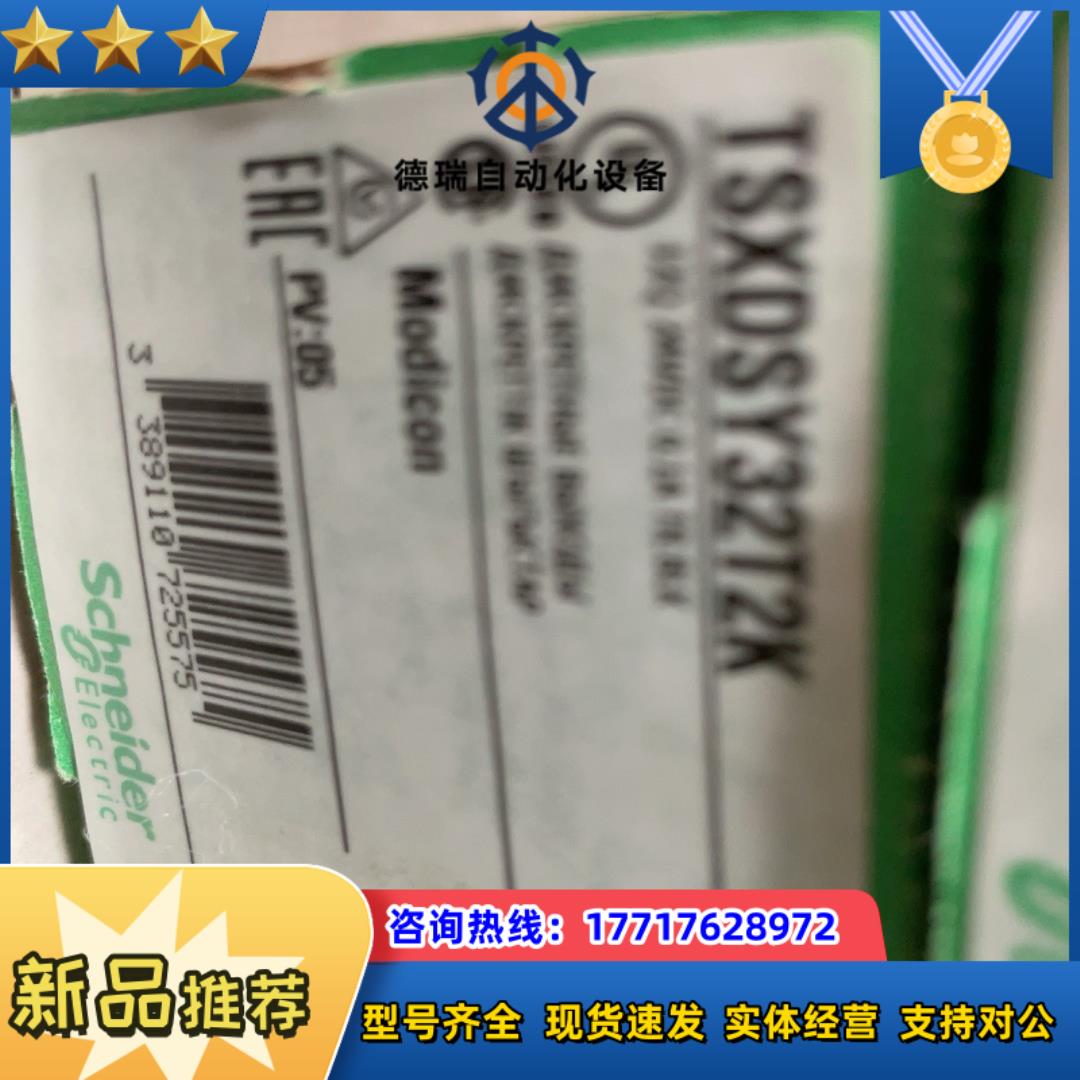 德瑞自动化设备
TSXDSY32T2K
Modicon
EAC
PV:05
3 389110 725575
Schneider
Electric
咨询热线：17717628972
新品推荐
型号齐全 现货速发 实体经营 支持对公